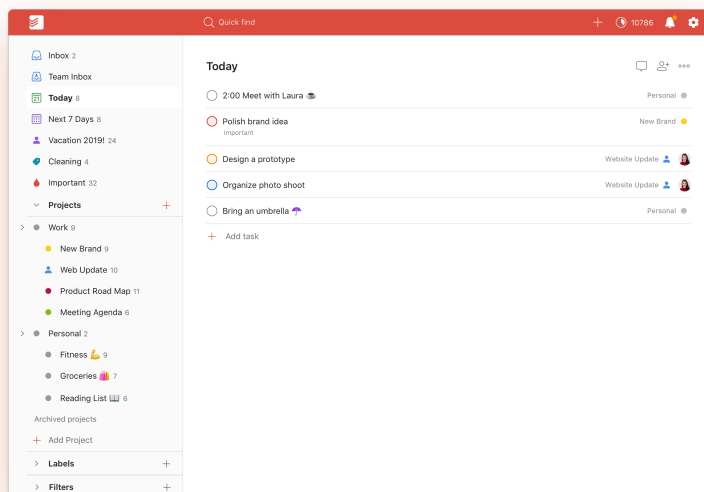 Quick find
10786
Inbox 2
Team Inbox
21
Today 8
Next 7 Days 8
Vacation 2019! 24
Cleaning 4
Important 32
Projects
Work 9
New Brand 9
Web Update 10
Product Road Map 11
Meeting Agenda 6
Personal 2
Fitness 💪 9
Groceries 🛍️ 7
Reading List 📖 6
Archived projects
Add Project
Labels
Filters
Today
2:00 Meet with Laura ☕ Personal
Polish brand idea New Brand
Important
Design a prototype Website Update
Organize photo shoot Website Update
Bring an umbrella ☂️ Personal
Add task